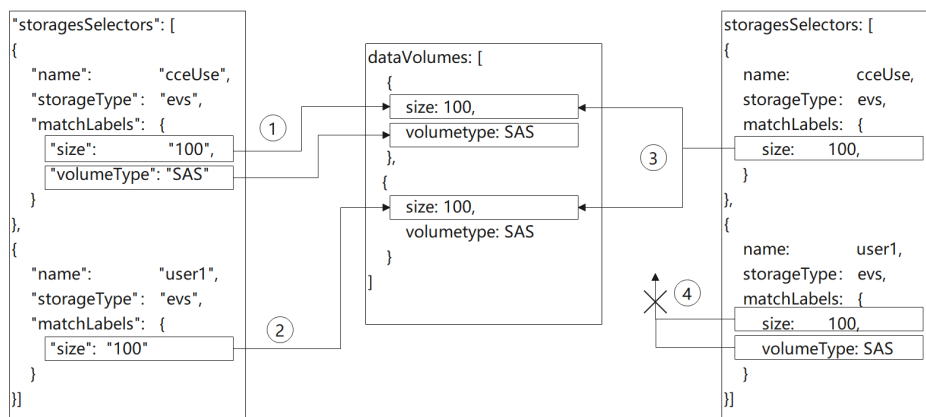 "storagesSelectors": [
{
"name": "cceUse",
"storageType": "evs",
"matchLabels": {
"size": "100",
"volumeType": "SAS"
}
},
{
"name": "user1",
"storageType": "evs",
"matchLabels": {
"size": "100"
}
}]
1
2
dataVolumes: [
{
size: 100,
volumetype: SAS
},
{
size: 100,
volumetype: SAS
}
]
3
4
storagesSelectors: [
{
name: cceUse,
storageType: evs,
matchLabels: {
size: 100,
}
},
{
name: user1,
storageType: evs,
matchLabels: {
size: 100,
volumeType: SAS
}
}]